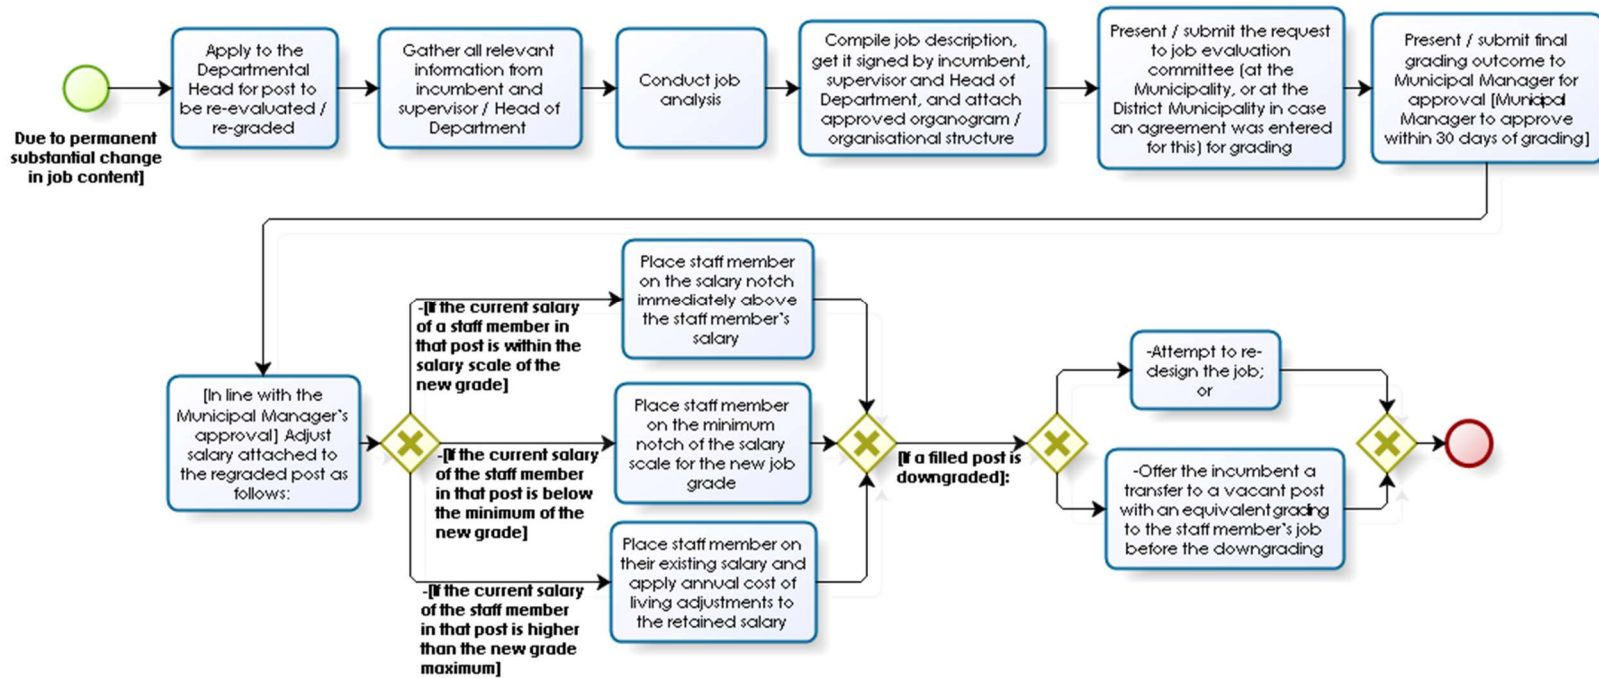 Due to permanent
substantial change
in job content]
Apply to the
Departmental
Head for post to
be re-evaluated /
re-graded
Gather all relevant
information from
incumbent and
supervisor / Head of
Department
Conduct job
analysis
Compile job description,
get it signed by incumbent,
supervisor and Head of
Department, and attach
approved organogram /
organisational structure
Present / submit the request
to job evaluation
committee (at the
Municipality, or at the
District Municipality in case
an agreement was entered
for this) for grading
Present / submit final
grading outcome to
Municipal Manager for
approval [Municipal
Manager to approve
within 30 days of grading]
[In line with the
Municipal Manager's
approval] Adjust
salary attached to
the regraded post as
follows:
-[If the current salary
of a staff member in
that post is within the
salary scale of the
new grade]
Place staff member
on the salary notch
immediately above
the staff member's
salary
-[If the current salary
of the staff member
in that post is below
the minimum of the
new grade]
Place staff member
on the minimum
notch of the salary
scale for the new job
grade
-[If the current salary
of the staff member
in that post is higher
than the new grade
maximum]
Place staff member on
their existing salary and
apply annual cost of
living adjustments to
the retained salary
[If a filled post is
downgraded]:
-Attempt to re-
design the job;
or
-Offer the incumbent a
transfer to a vacant post
with an equivalent grading
to the staff member's job
before the downgrading